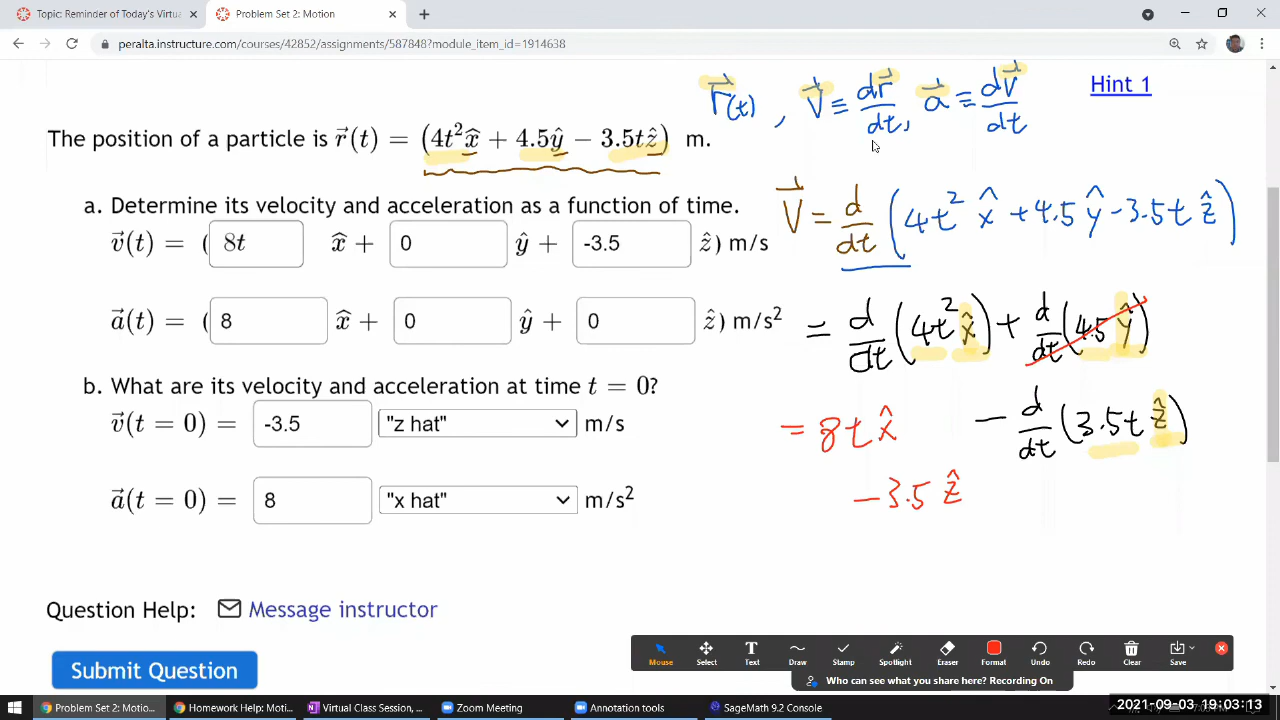 Topic: Reminder of Today's Virtu
Problem Set 2: Motion
peralta.instructure.com/courses/42852/assignments/587848?module_item_id=1914638
r⃗(t) , V⃗ ≡ dr⃗/dt, a⃗ ≡ dV⃗/dt
Hint 1
The position of a particle is r⃗(t) = (4t²x̂ + 4.5ŷ − 3.5tẑ) m.
V⃗ = d/dt (4t² x̂ + 4.5 ŷ - 3.5t ẑ)
a. Determine its velocity and acceleration as a function of time.
v⃗(t) = ( 8t x̂ + 0 ŷ + -3.5 ẑ ) m/s
a⃗(t) = ( 8 x̂ + 0 ŷ + 0 ẑ ) m/s²
= d/dt (4t² x̂) + d/dt (4.5 ŷ)
− d/dt (3.5t ẑ)
= 8t x̂
−3.5 ẑ
b. What are its velocity and acceleration at time t = 0?
v⃗(t = 0) = -3.5 "z hat" m/s
a⃗(t = 0) = 8 "x hat" m/s²
Question Help: Message instructor
Submit Question
Mouse Select Text Draw Stamp Spotlight Eraser Format Undo Redo Clear Save
Who can see what you share here? Recording On
Problem Set 2: Motio... Homework Help: Mot... Virtual Class Session, ... Zoom Meeting Annotation tools SageMath 9.2 Console
2021-09-03 19:03:13